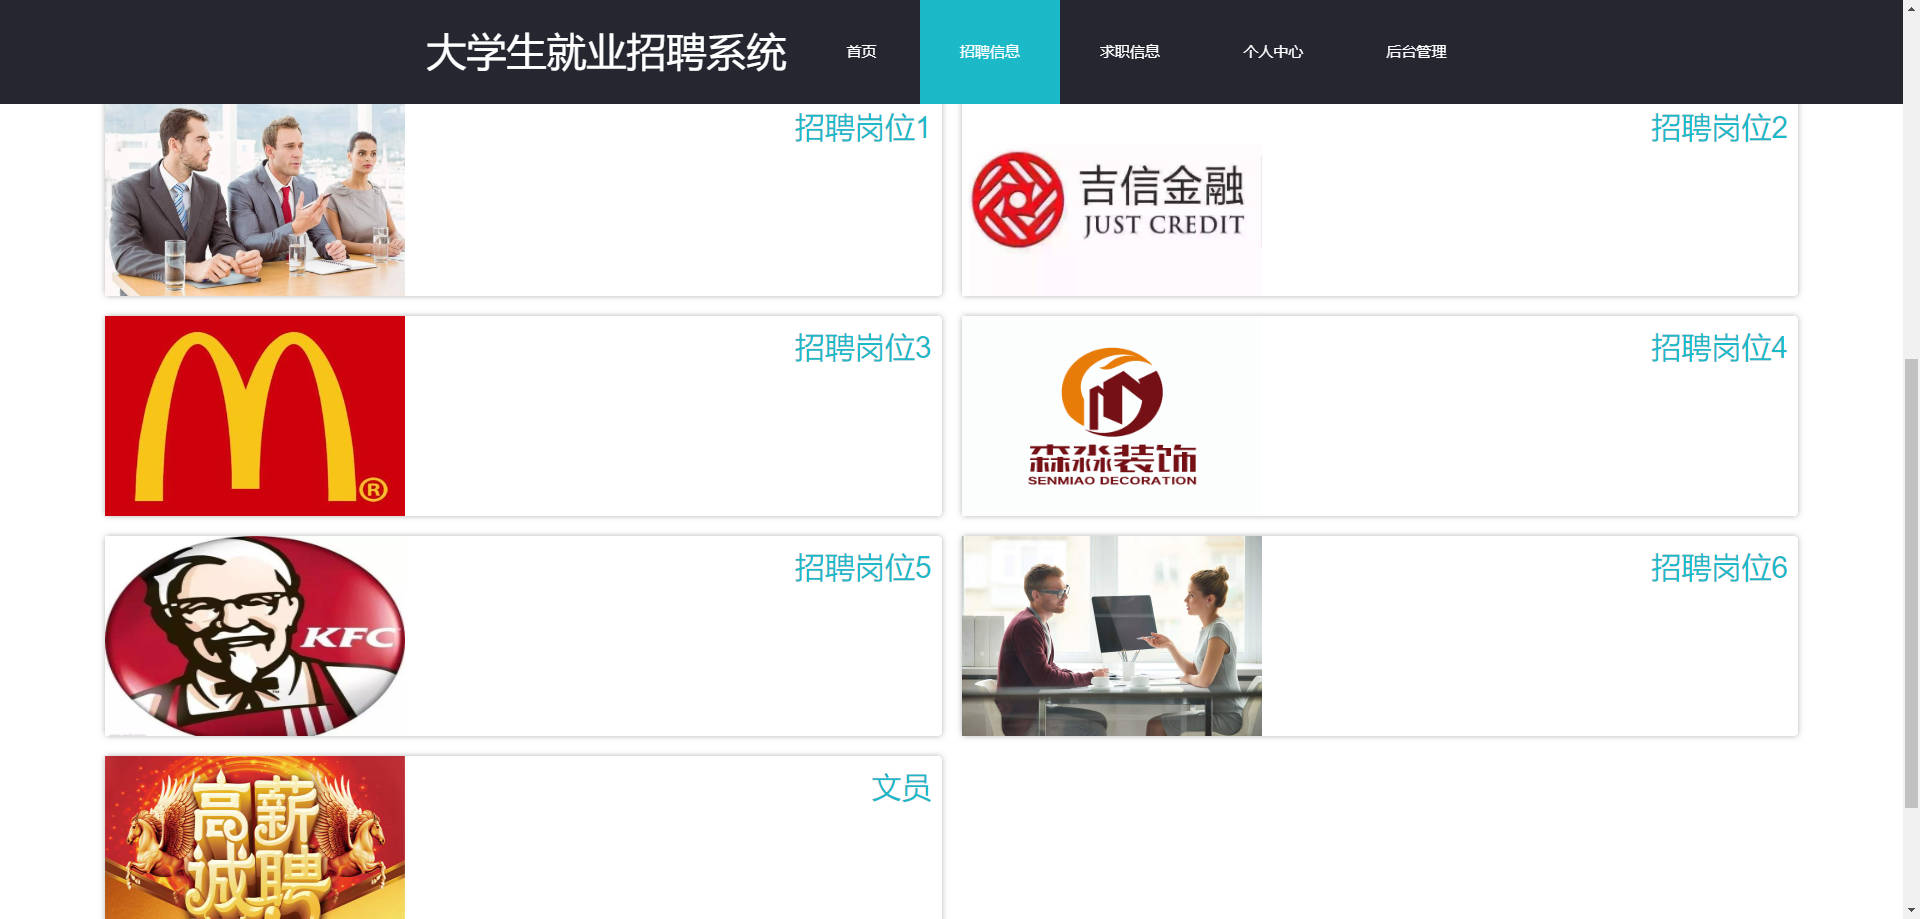 大学生就业招聘系统
首页
招聘信息
求职信息
个人中心
后台管理
招聘岗位1
招聘岗位2
吉信金融
JUST CREDIT
招聘岗位3
®
招聘岗位4
森淼装饰
SENMIAO DECORATION
招聘岗位5
KFC
招聘岗位6
文员
高薪
诚聘